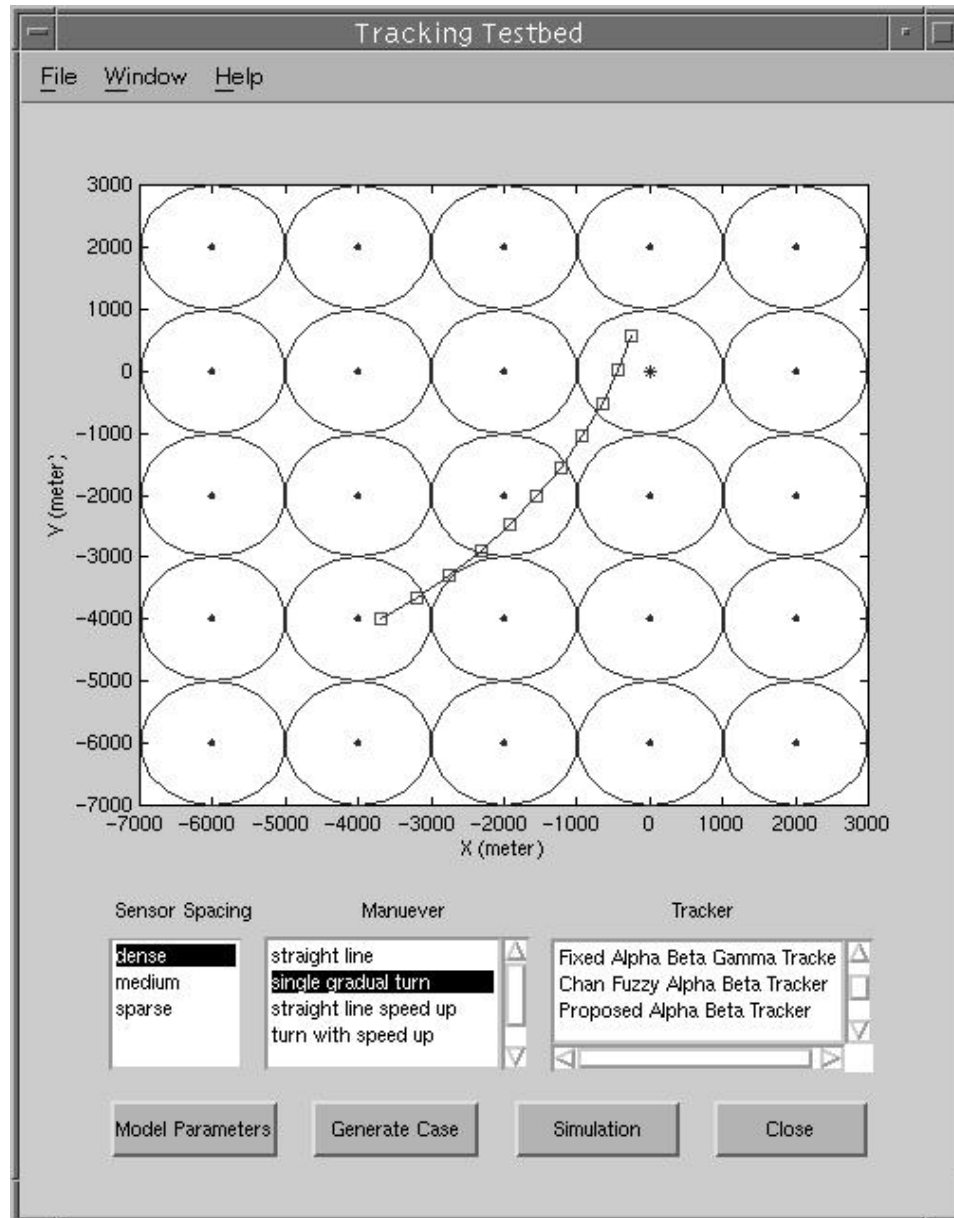 Tracking Testbed
File Window Help
3000
2000
1000
0
-1000
-2000
-3000
-4000
-5000
-6000
-7000
Y (meter)
-7000 -6000 -5000 -4000 -3000 -2000 -1000 0 1000 2000 3000
X (meter)
Sensor Spacing Manuever Tracker
dense
medium
sparse
straight line
single gradual turn
straight line speed up
turn with speed up
Fixed Alpha Beta Gamma Tracke
Chan Fuzzy Alpha Beta Tracker
Proposed Alpha Beta Tracker
Model Parameters Generate Case Simulation Close